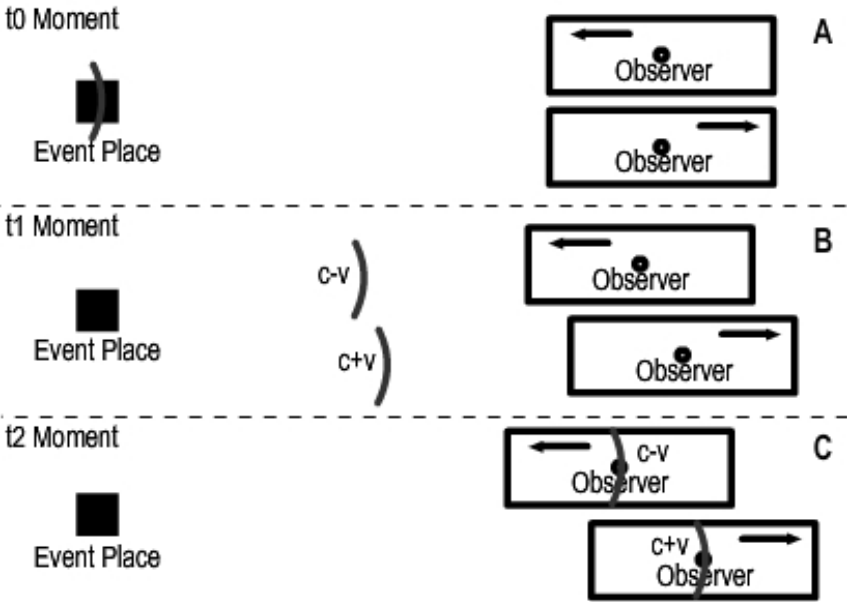 t0 Moment
A
Observer
Event Place
Observer
t1 Moment
B
c-v
Observer
Event Place
c+v
Observer
t2 Moment
C
c-v
Observer
Event Place
c+v
Observer